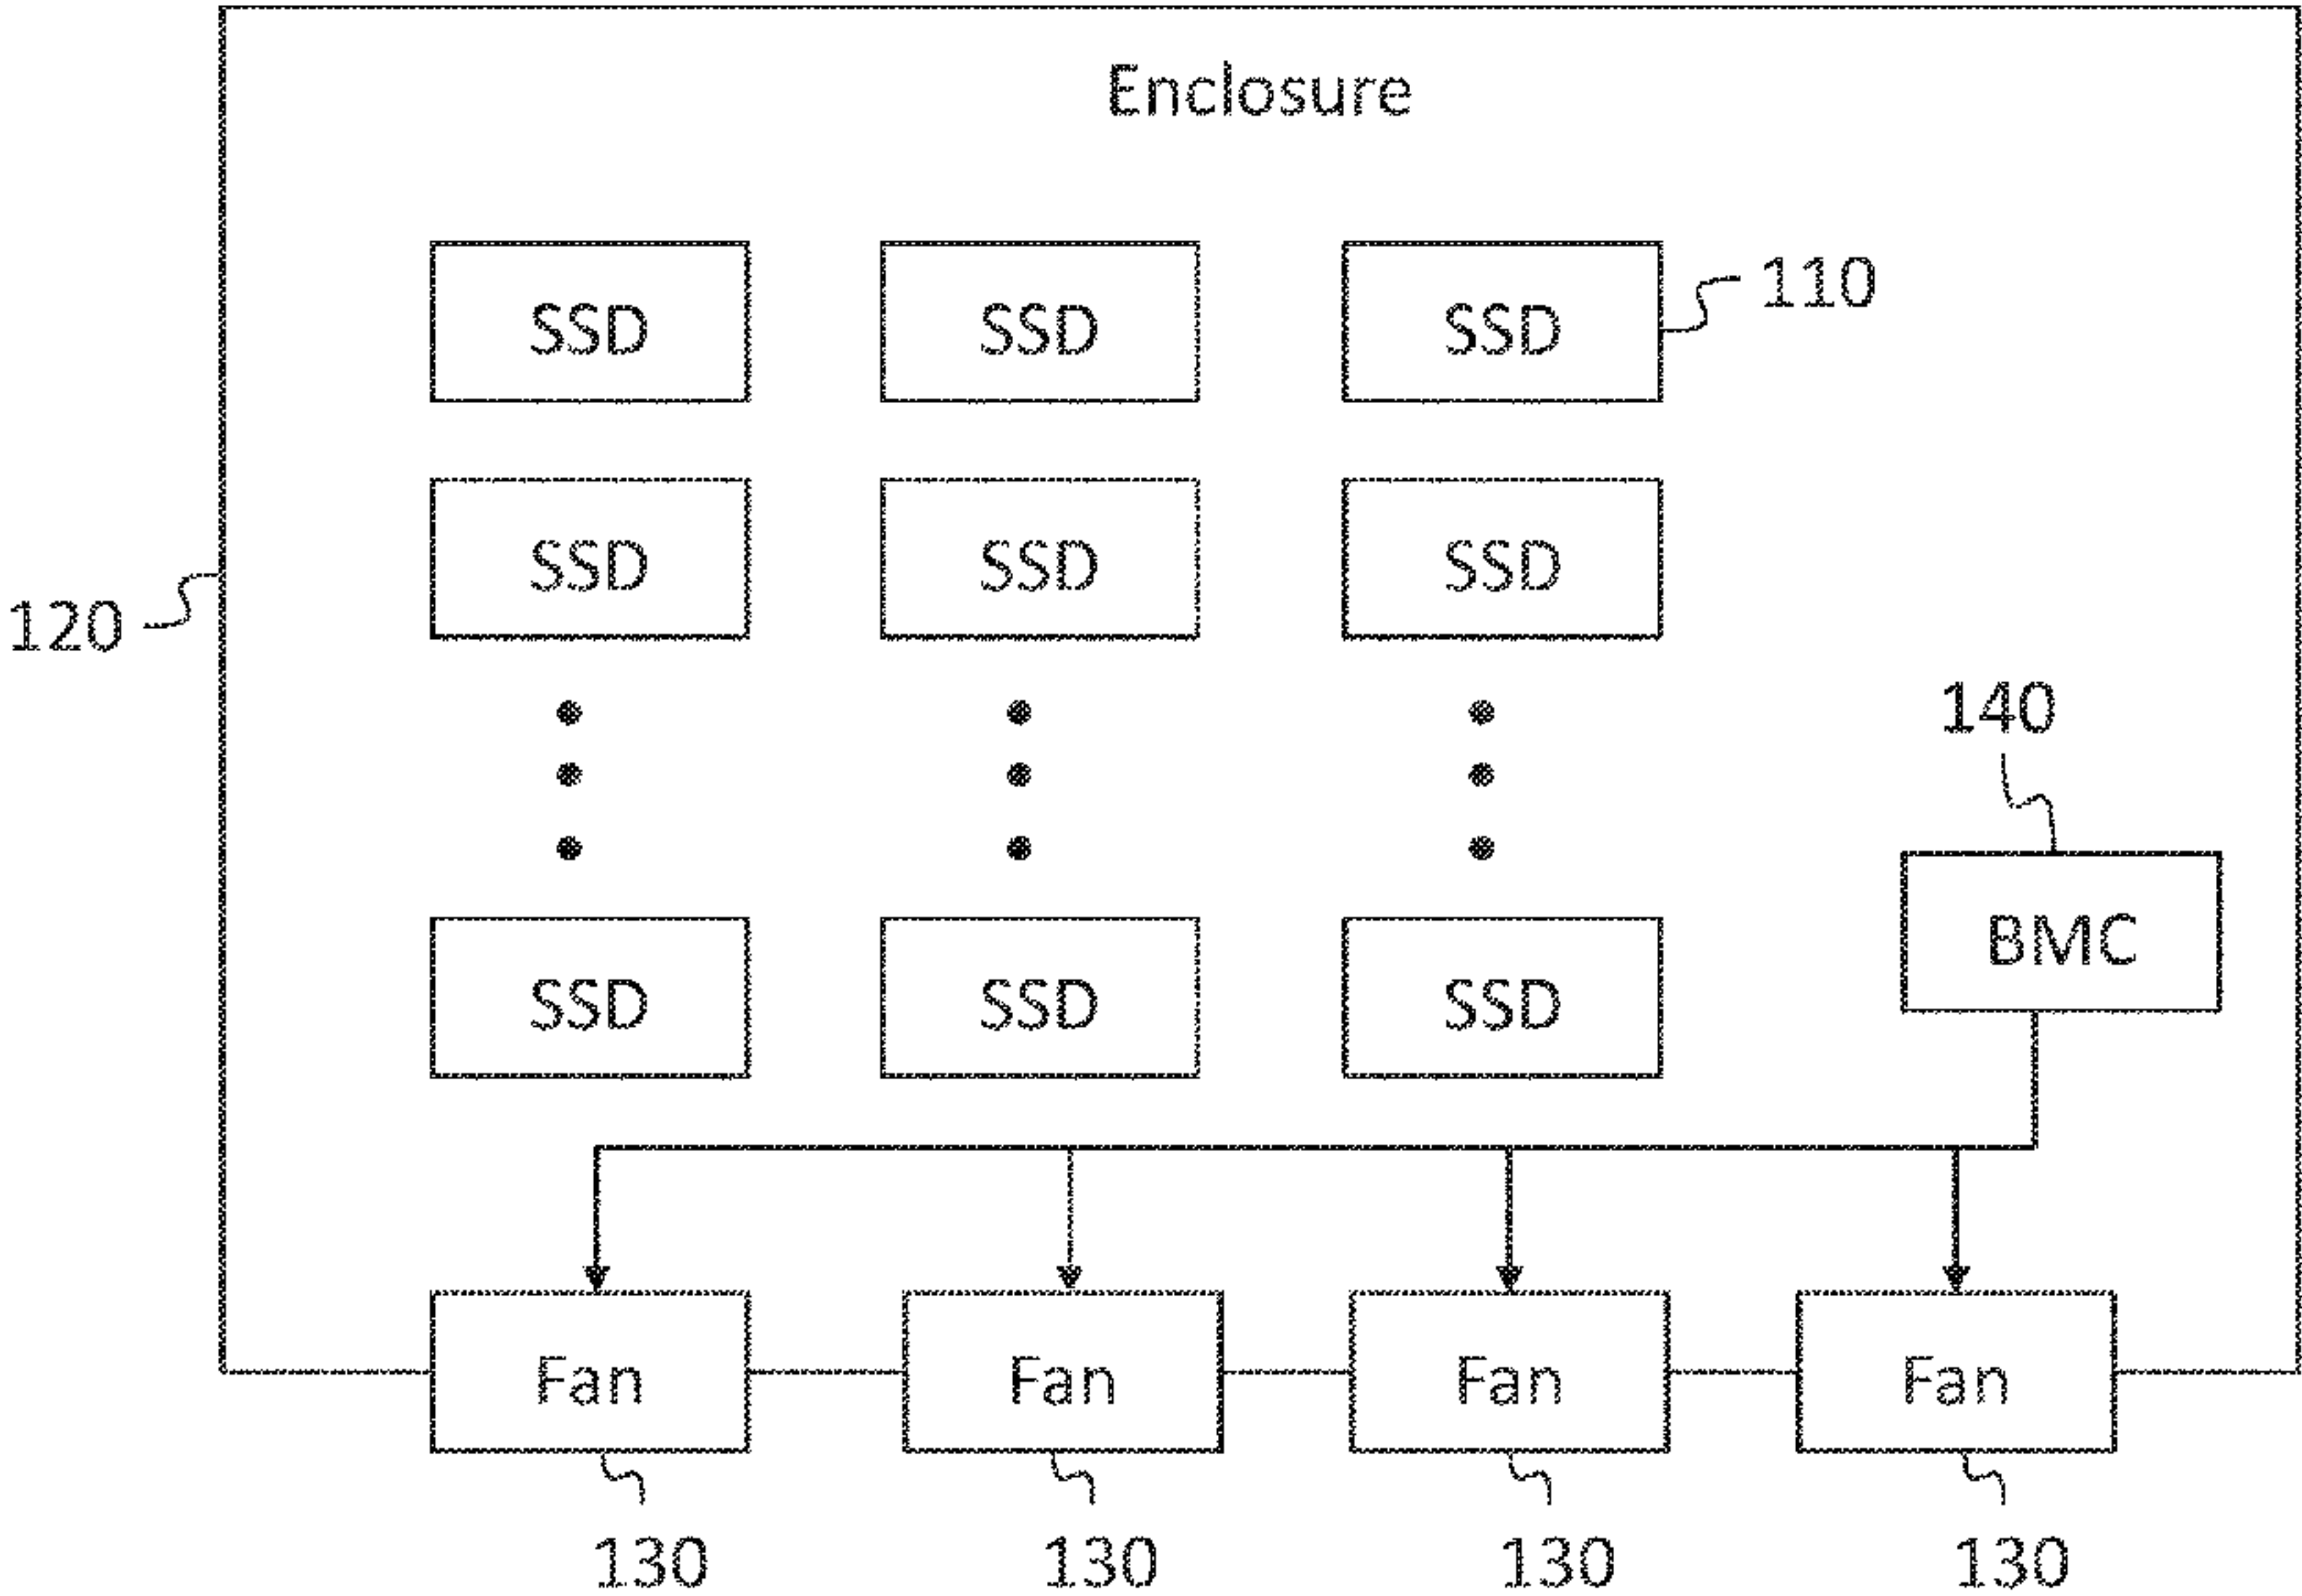 Enclosure
SSD SSD SSD 110
SSD SSD SSD
120
140
BMC
SSD SSD SSD
Fan Fan Fan Fan
130 130 130 130